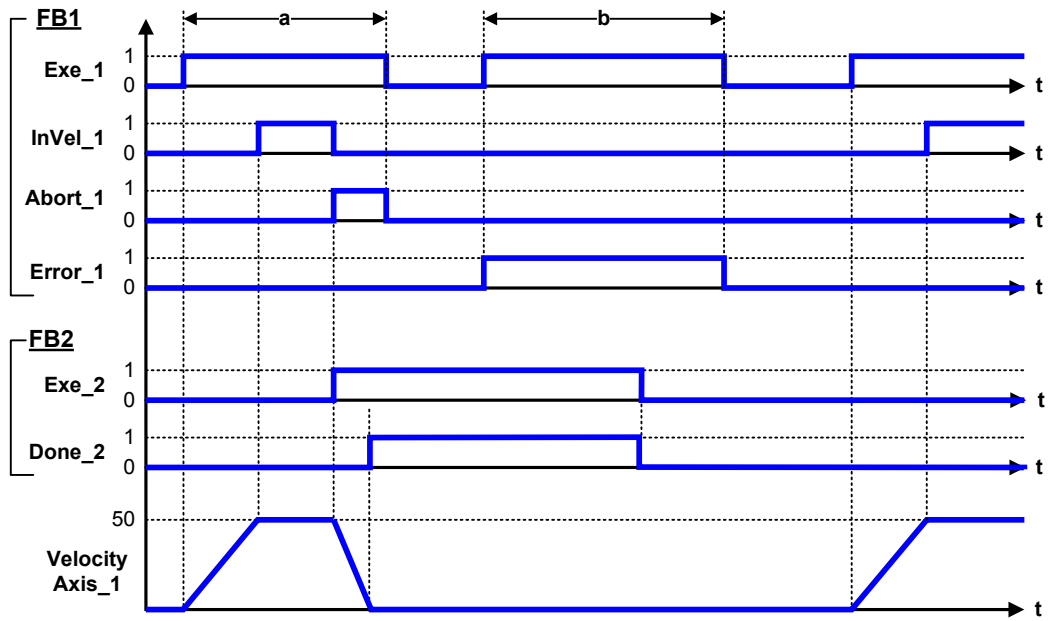 FB1
a
b
1
Exe_1
0
t
1
InVel_1
0
t
1
Abort_1
0
t
1
Error_1
0
t
FB2
1
Exe_2
0
t
1
Done_2
0
t
50
Velocity
Axis_1
t